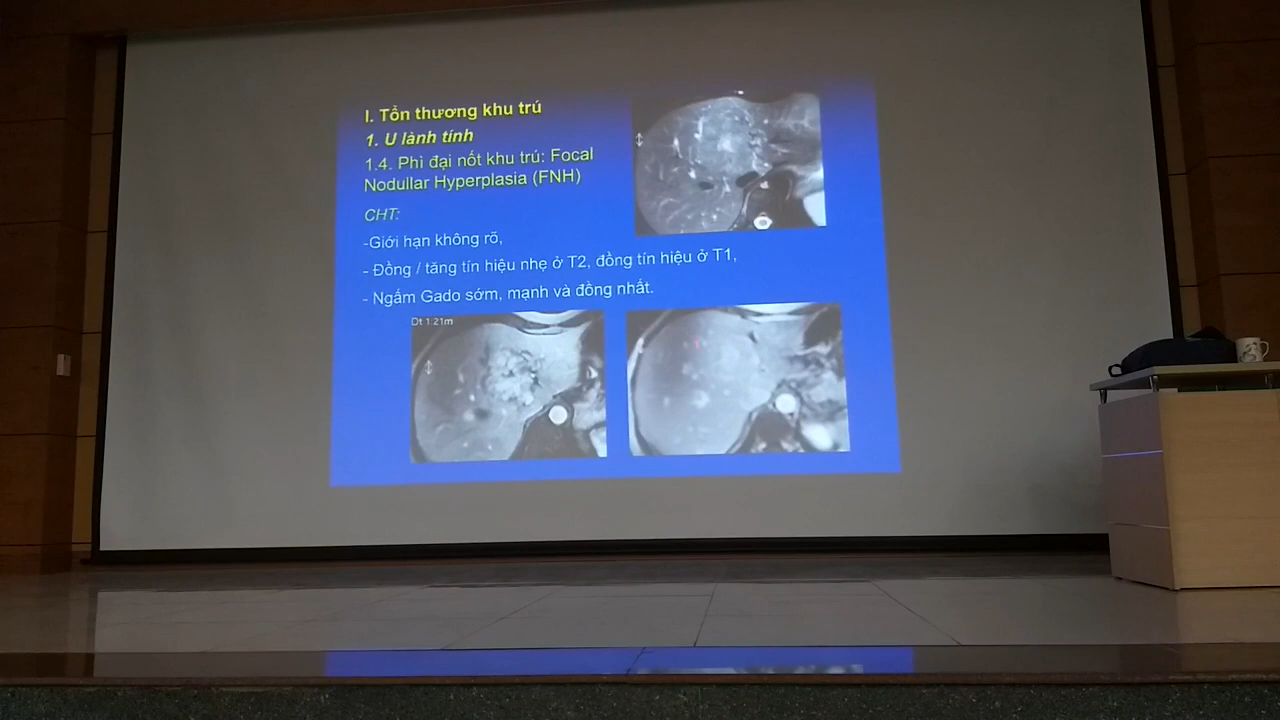 I. Tổn thương khu trú
1. U lành tính
1.4. Phì đại nốt khu trú: Focal
Nodullar Hyperplasia (FNH)
CHT:
-Giới hạn không rõ,
- Đồng / tăng tín hiệu nhẹ ở T2, đồng tín hiệu ở T1,
- Ngấm Gado sớm, mạnh và đồng nhất.
Dt 1:21m